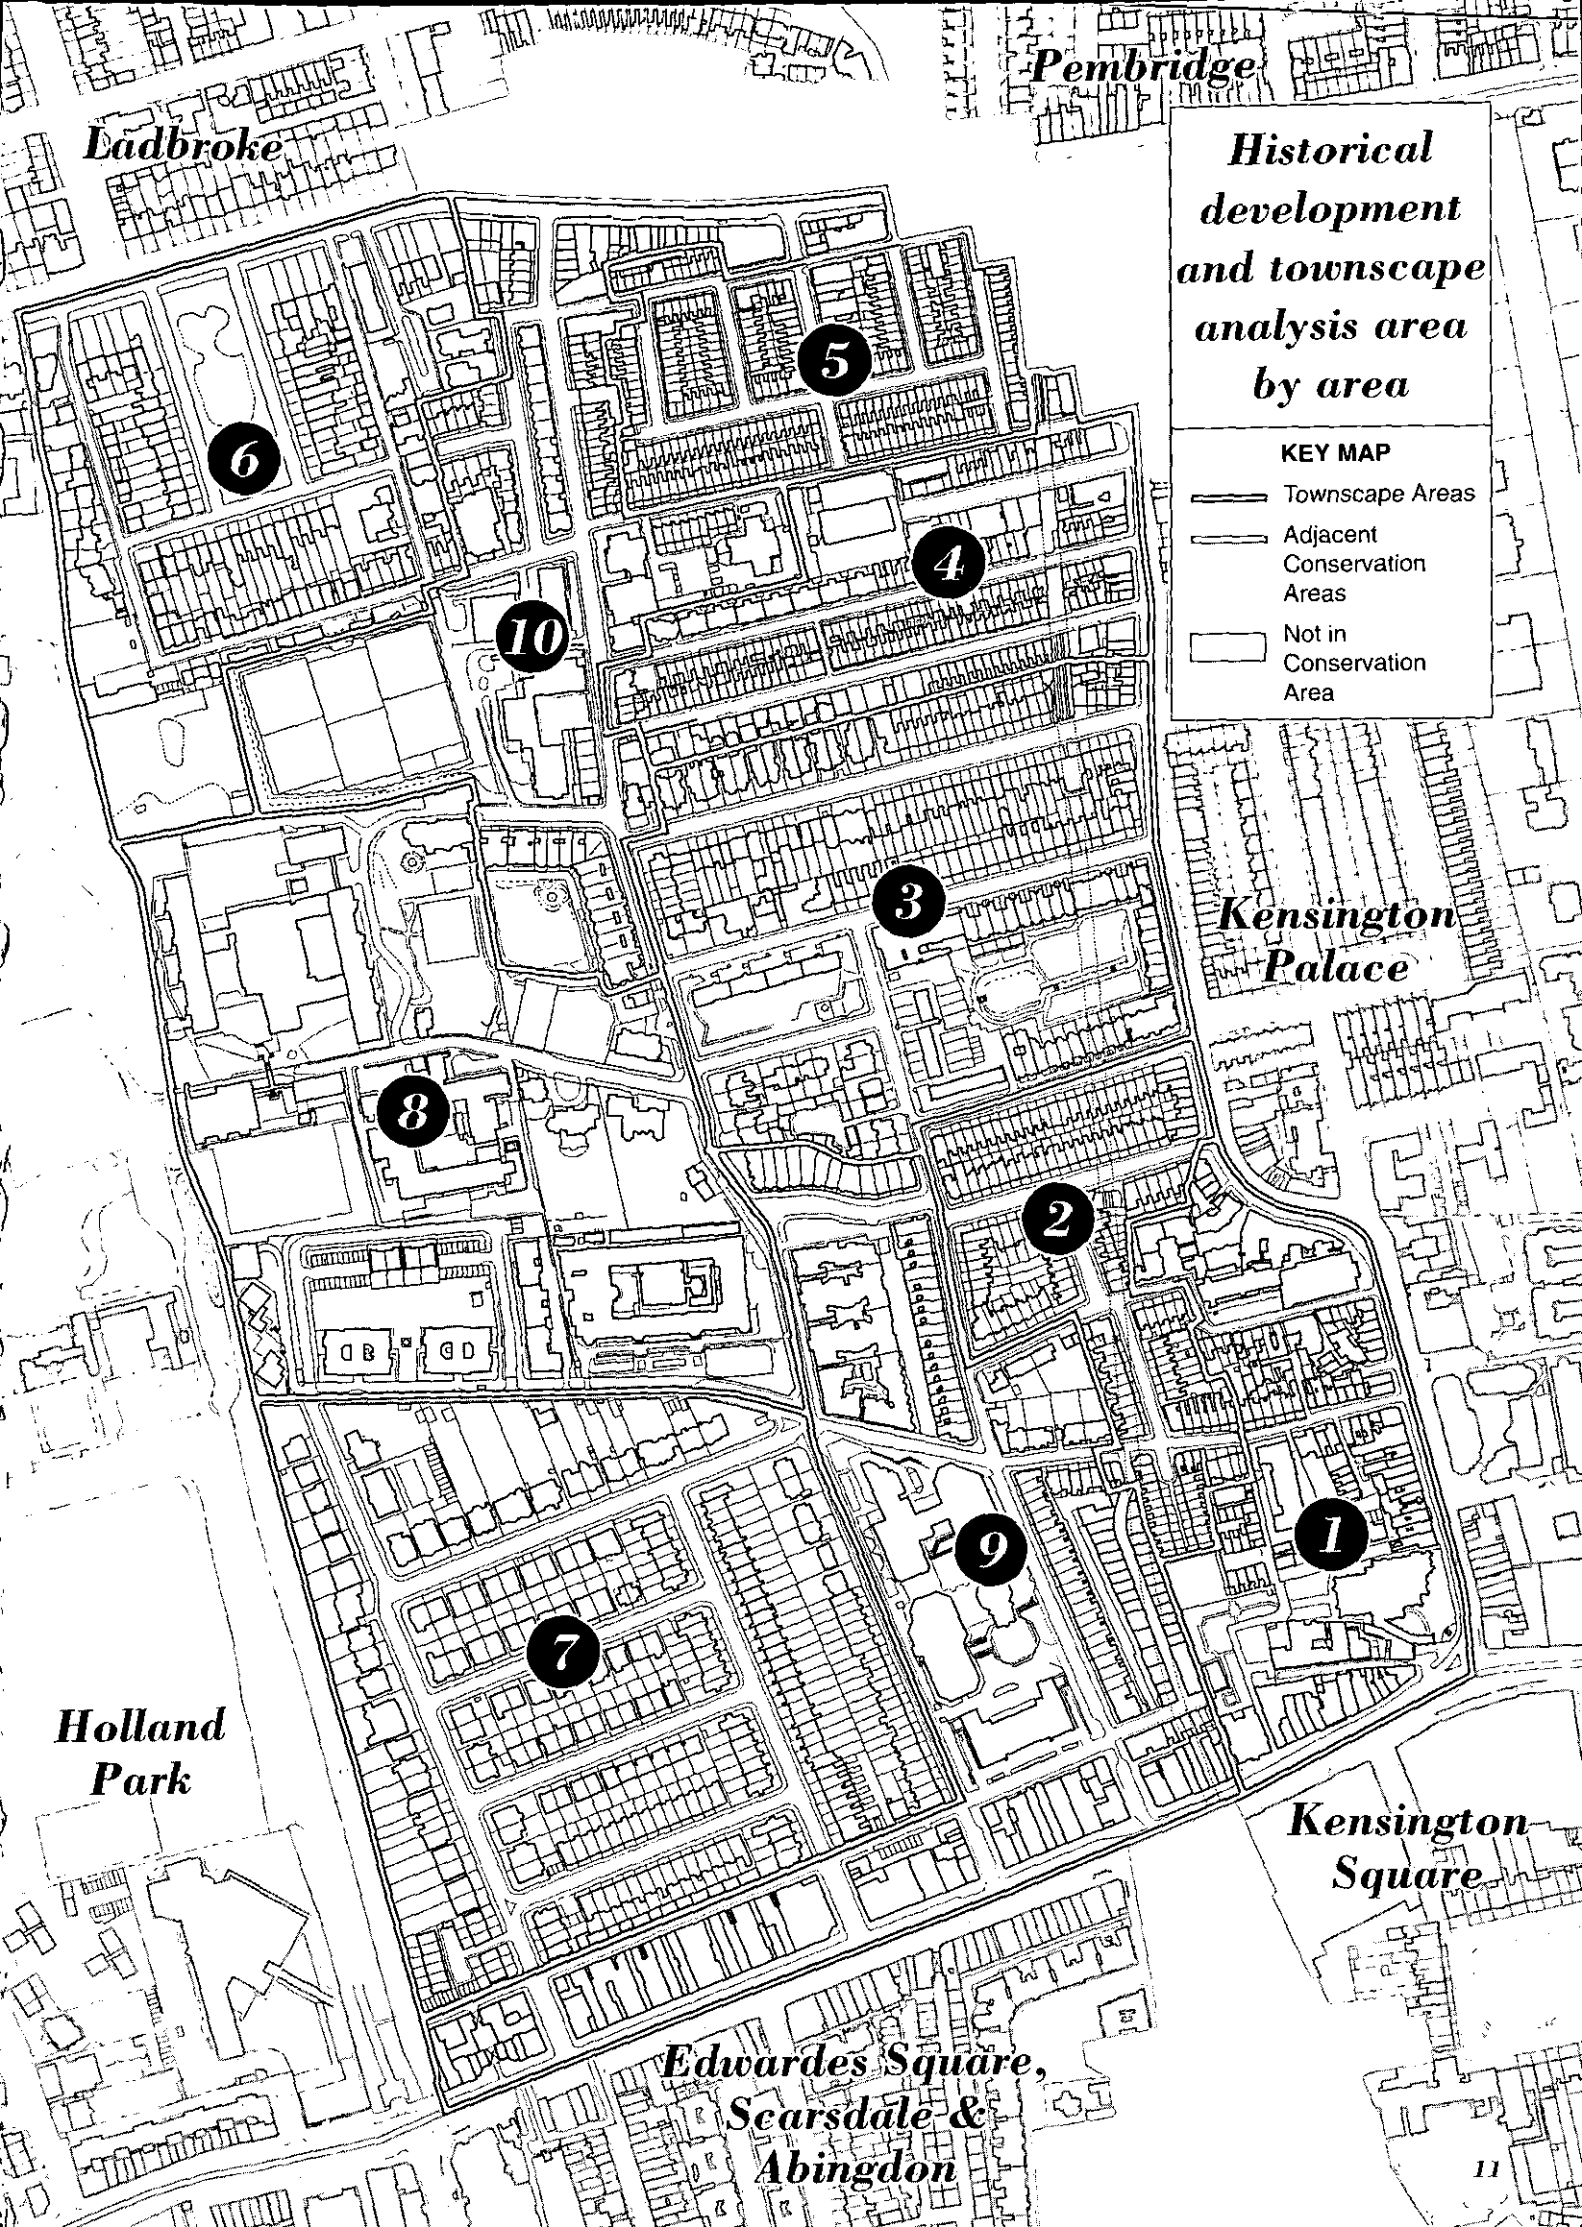 Pembridge
Ladbroke
Historical
development
and townscape
analysis area
by area
KEY MAP
Townscape Areas
Adjacent
Conservation
Areas
Not in
Conservation
Area
5
6
4
10
3
Kensington
Palace
8
2
1
9
7
Holland
Park
Kensington
Square
Edwardes Square,
Scarsdale &
Abingdon
11